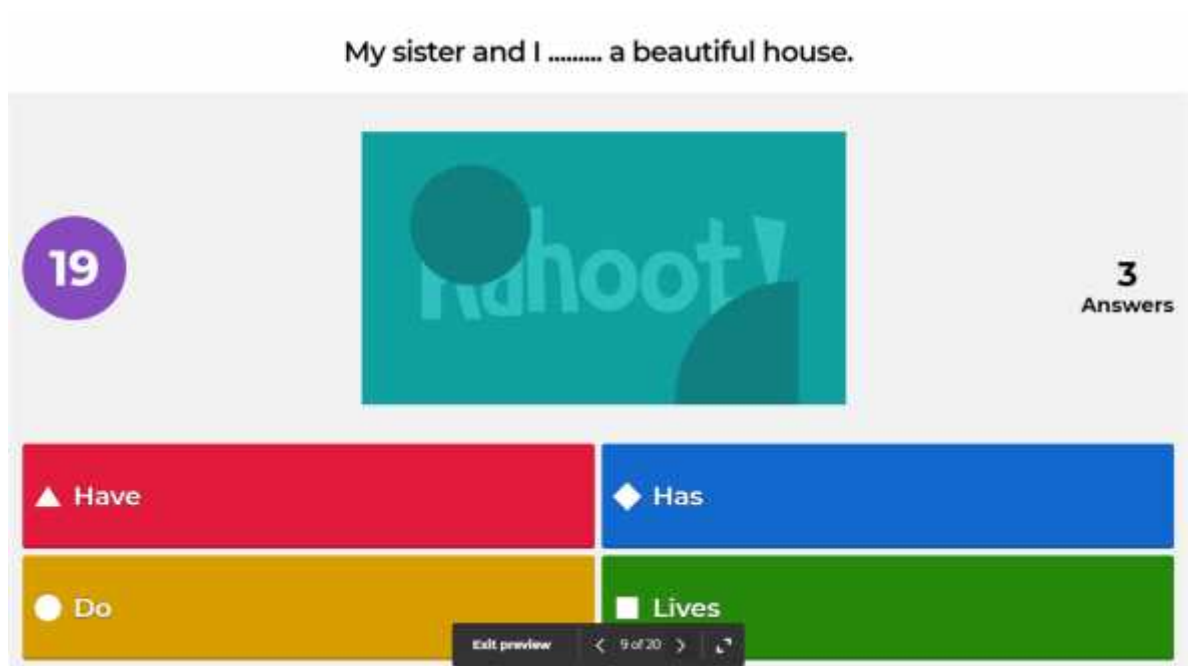 My sister and I ......... a beautiful house.
19
Kahoot!
3
Answers
Have
Has
Do
Lives
Exit preview
9 of 20